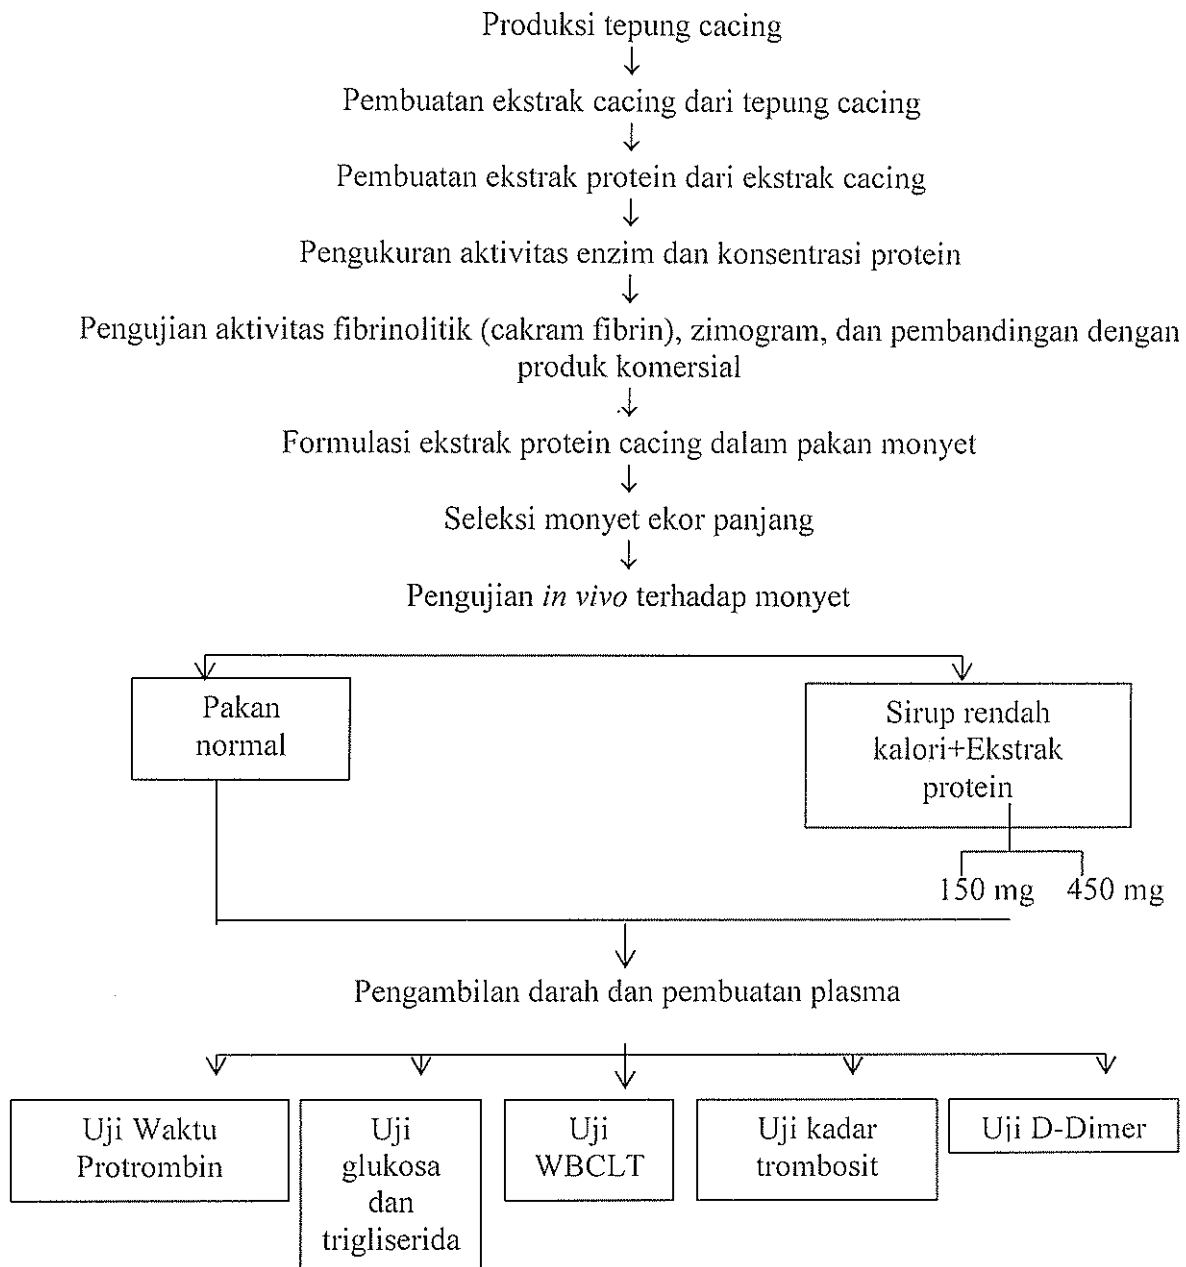 Produksi tepung cacing
Pembuatan ekstrak cacing dari tepung cacing
Pembuatan ekstrak protein dari ekstrak cacing
Pengukuran aktivitas enzim dan konsentrasi protein
Pengujian aktivitas fibrinolitik (cakram fibrin), zimogram, dan pembandingan dengan
produk komersial
Formulasi ekstrak protein cacing dalam pakan monyet
Seleksi monyet ekor panjang
Pengujian in vivo terhadap monyet
Pakan
normal
Sirup rendah
kalori+Ekstrak
protein
150 mg
450 mg
Pengambilan darah dan pembuatan plasma
Uji Waktu
Protrombin
Uji
glukosa
dan
trigliserida
Uji
WBCLT
Uji kadar
trombosit
Uji D-Dimer